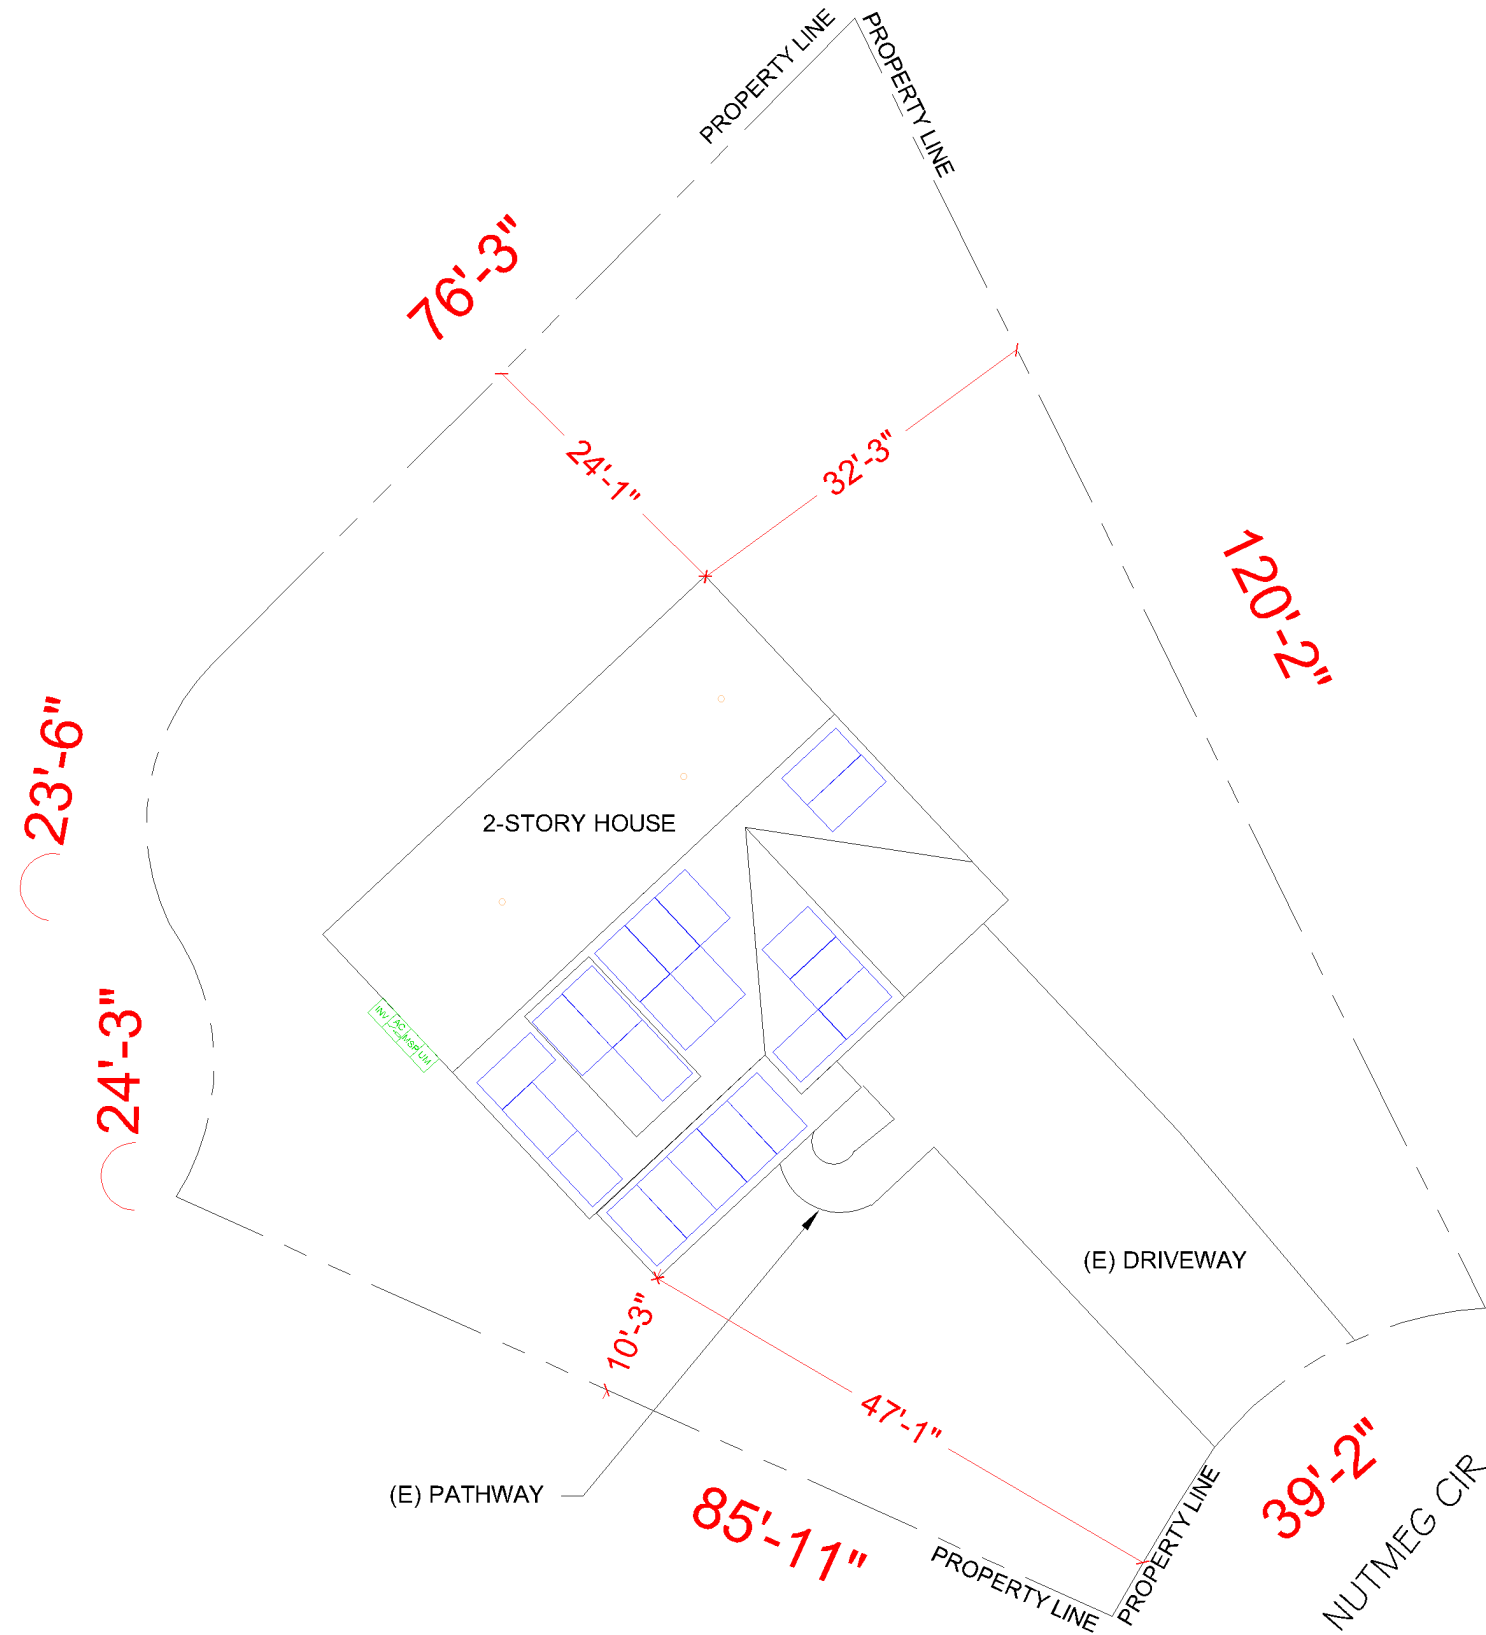 PROPERTY LINE
PROPERTY LINE
76'-3"
24'-1"
32'-3"
120'-2"
23'-6"
2-STORY HOUSE
24'-3"
INV
AC
MSP
UM
(E) DRIVEWAY
10'-3"
47'-1"
(E) PATHWAY
85'-11"
39'-2"
PROPERTY LINE
PROPERTY LINE
NUTMEG CIR